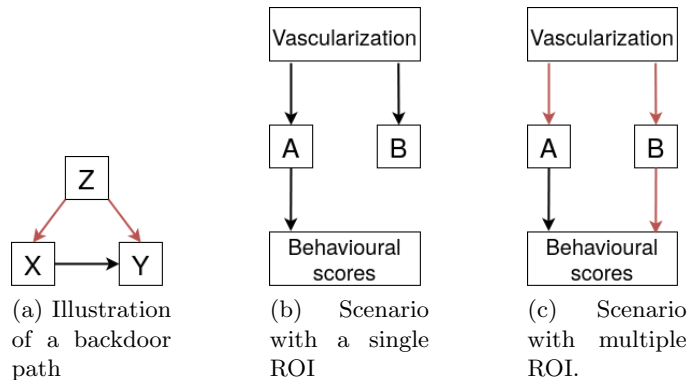 Z
X
Y
(a) Illustration
of a backdoor
path
Vascularization
A
B
Behavioural
scores
(b) Scenario
with a single
ROI
Vascularization
A
B
Behavioural
scores
(c) Scenario
with multiple
ROI.